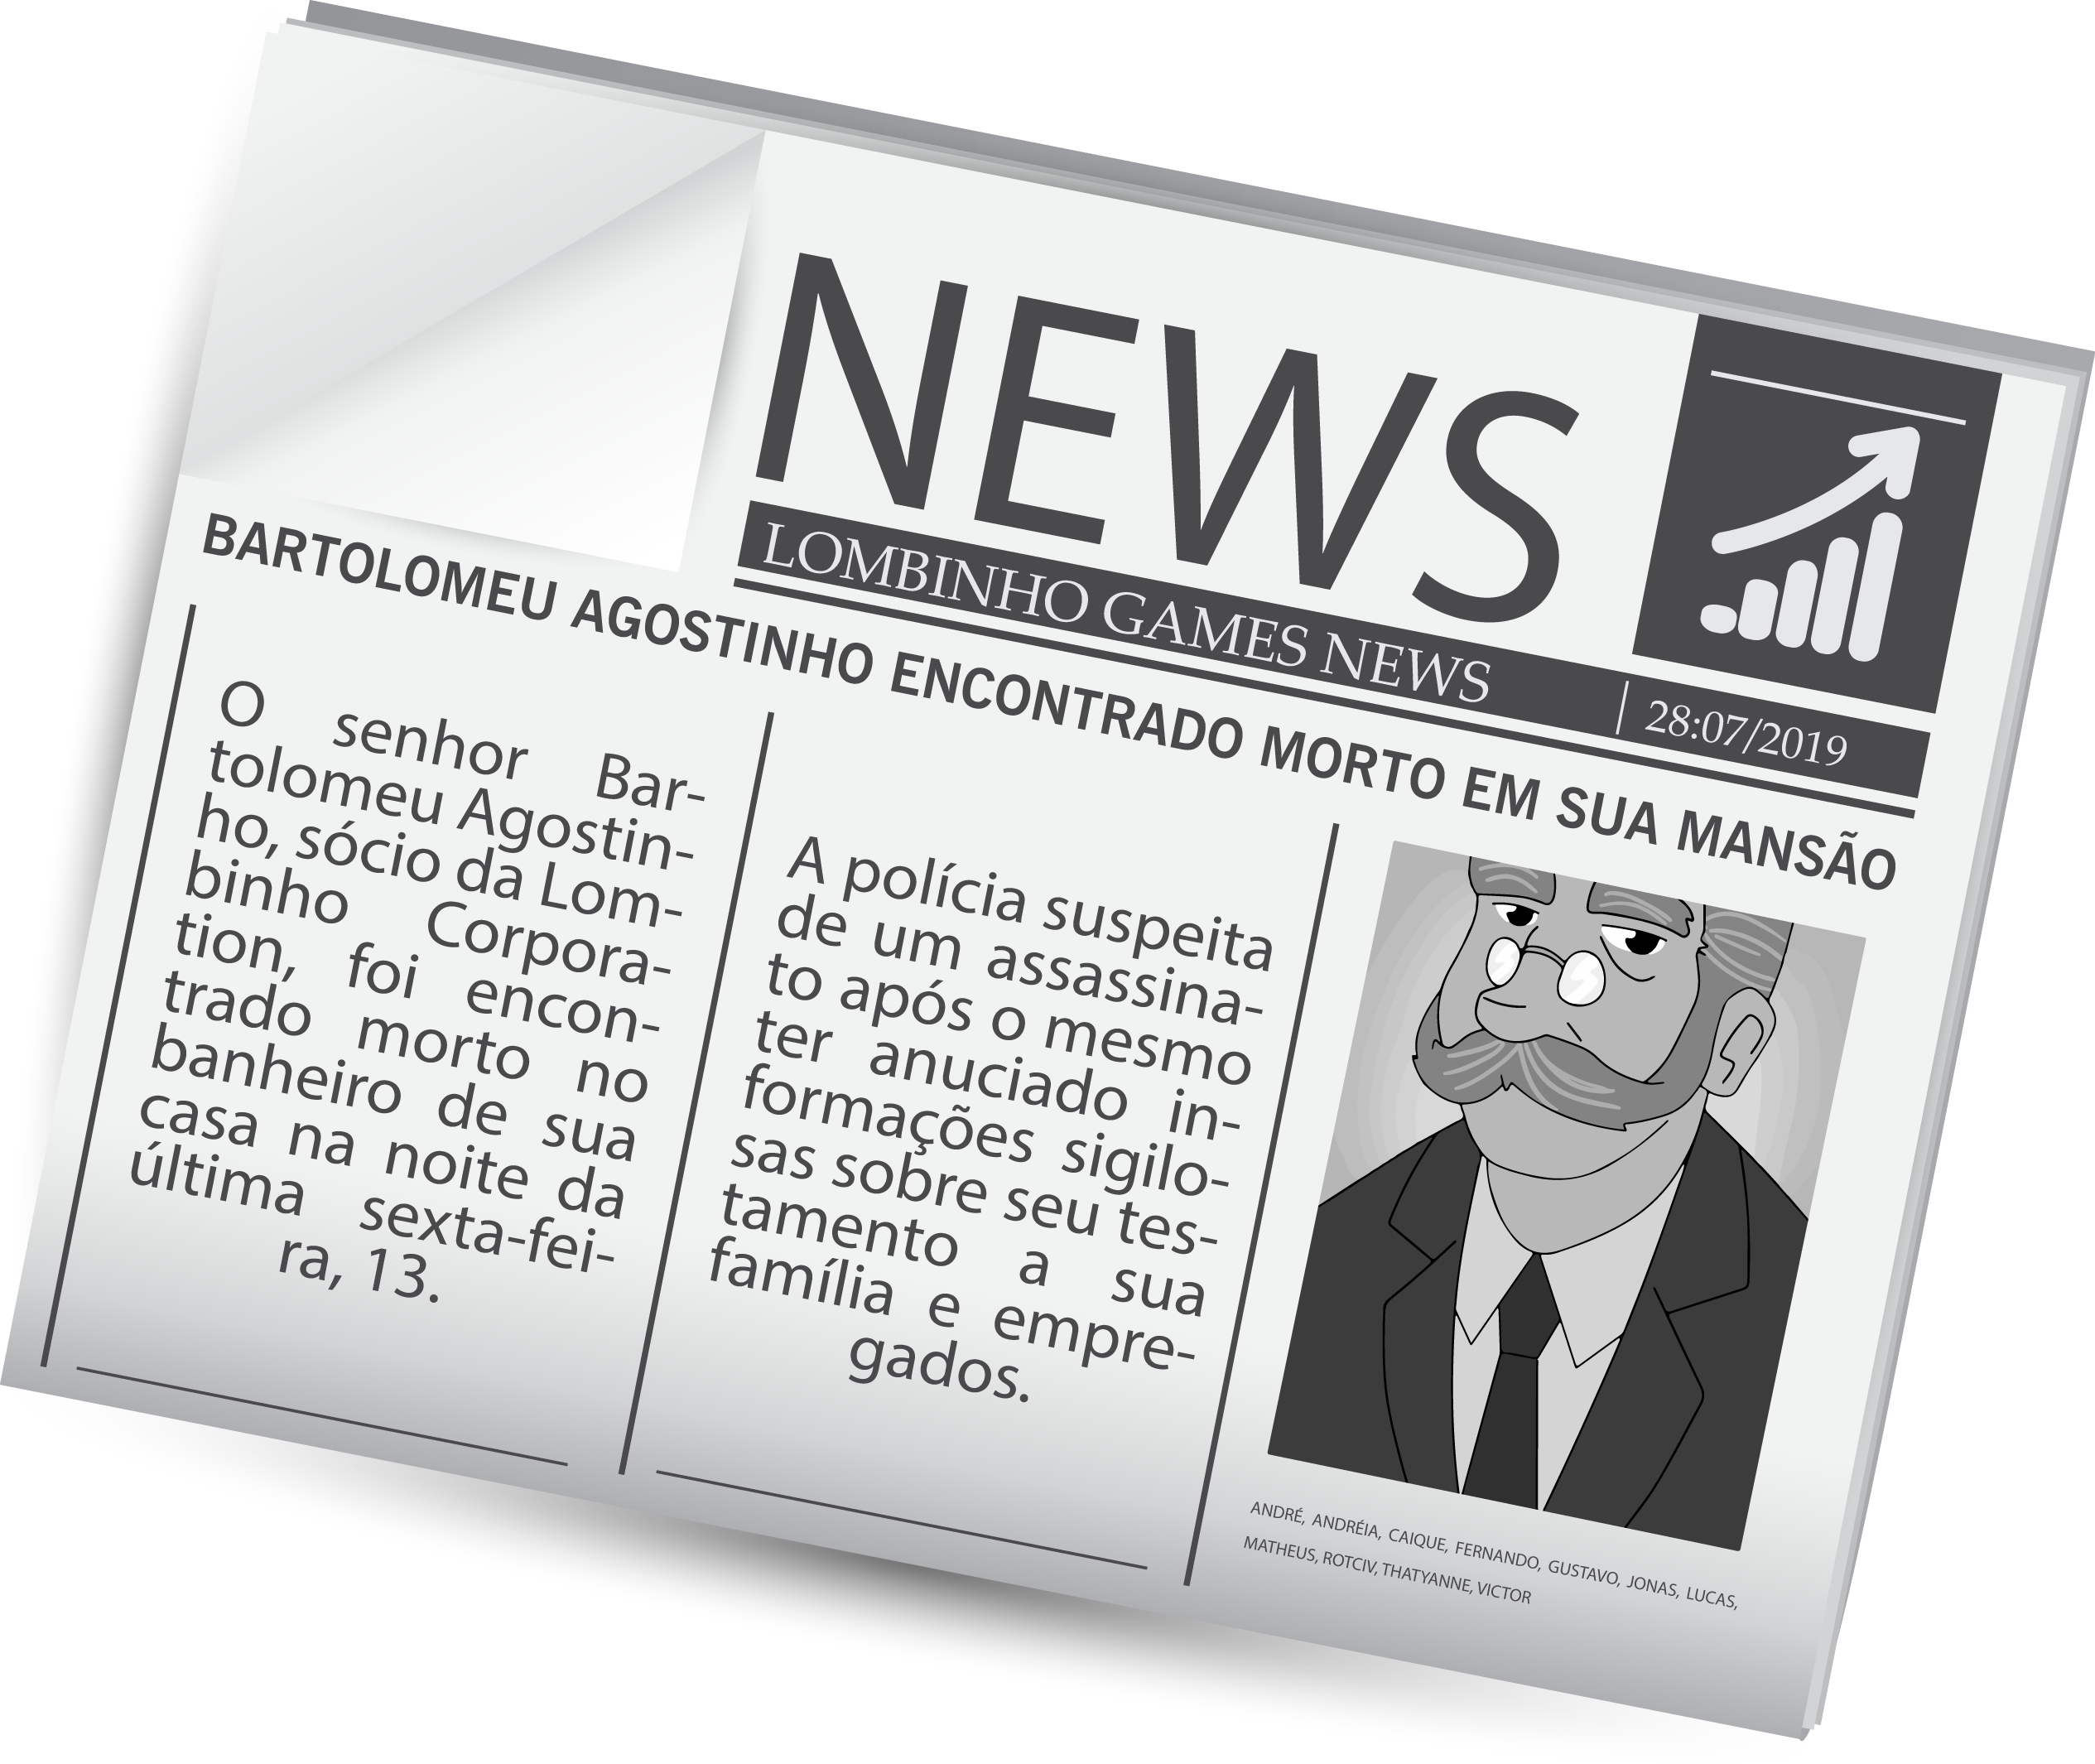 NEWS
LOMBINHO GAMES NEWS
28:07/2019
BARTOLOMEU AGOSTINHO ENCONTRADO MORTO EM SUA MANSÃO
O senhor Bar-
tolomeu Agostin-
ho, sócio da Lom-
binho Corpora-
tion, foi encon-
trado morto no
banheiro de sua
casa na noite da
última sexta-fei-
ra, 13.
A polícia suspeita
de um assassina-
to após o mesmo
ter anuciado in-
formações sigilo-
sas sobre seu tes-
tamento a sua
família e empre-
gados.
ANDRÉ, ANDRÉIA, CAIQUE, FERNANDO, GUSTAVO, JONAS, LUCAS,
MATHEUS, ROTCIV, THATYANNE, VICTOR